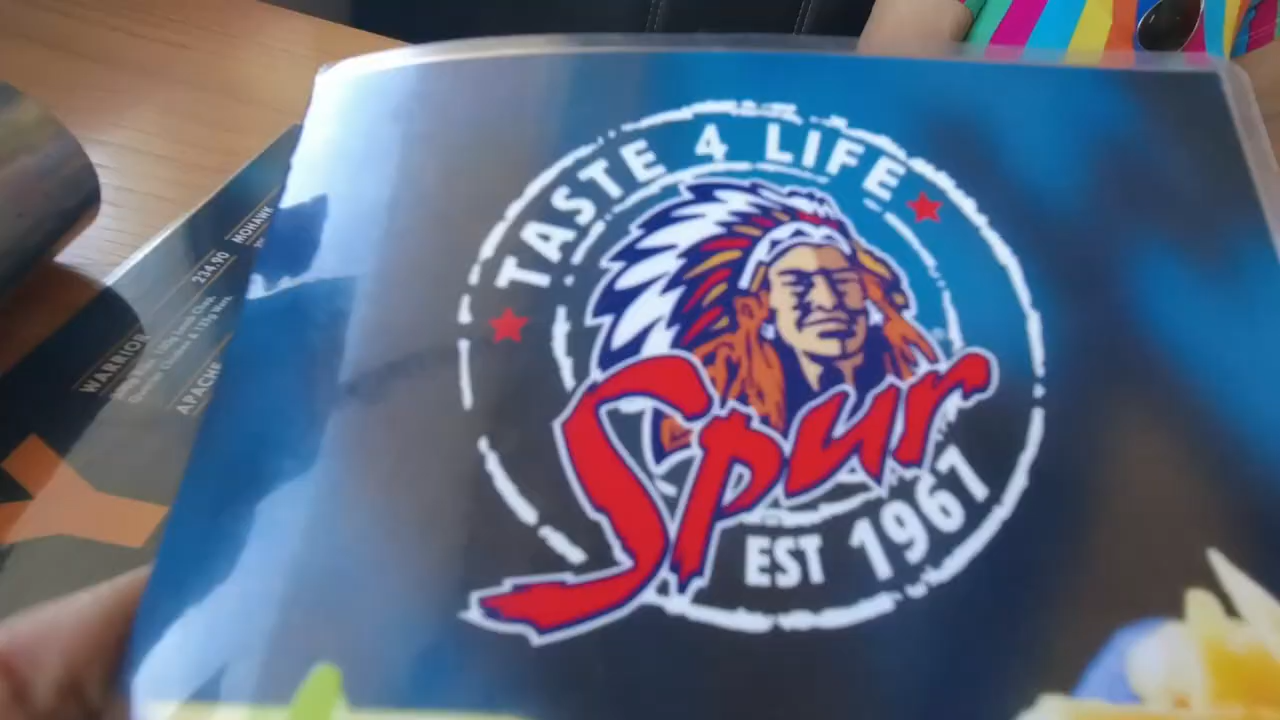 TASTE 4 LIFE
Spur
EST 1967
MOHAWK
234.90
WARRIOR
APACHE